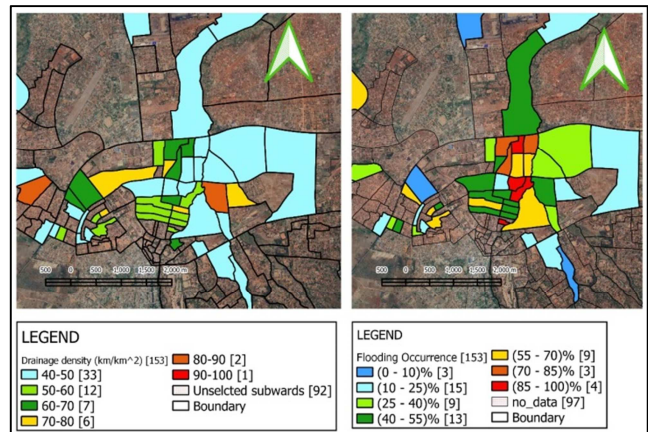 500 0 500 1,000 1,500 2,000 m
500 0 500 1,000 1,500 2,000 m
LEGEND
Drainage density (km/km^2) [153]
40-50 [33]
50-60 [12]
60-70 [7]
70-80 [6]
80-90 [2]
90-100 [1]
Unselcted subwards [92]
Boundary
LEGEND
Flooding Occurrence [153]
(0 - 10)% [3]
(10 - 25)% [15]
(25 - 40)% [9]
(40 - 55)% [13]
(55 - 70)% [9]
(70 - 85)% [3]
(85 - 100)% [4]
no_data [97]
Boundary